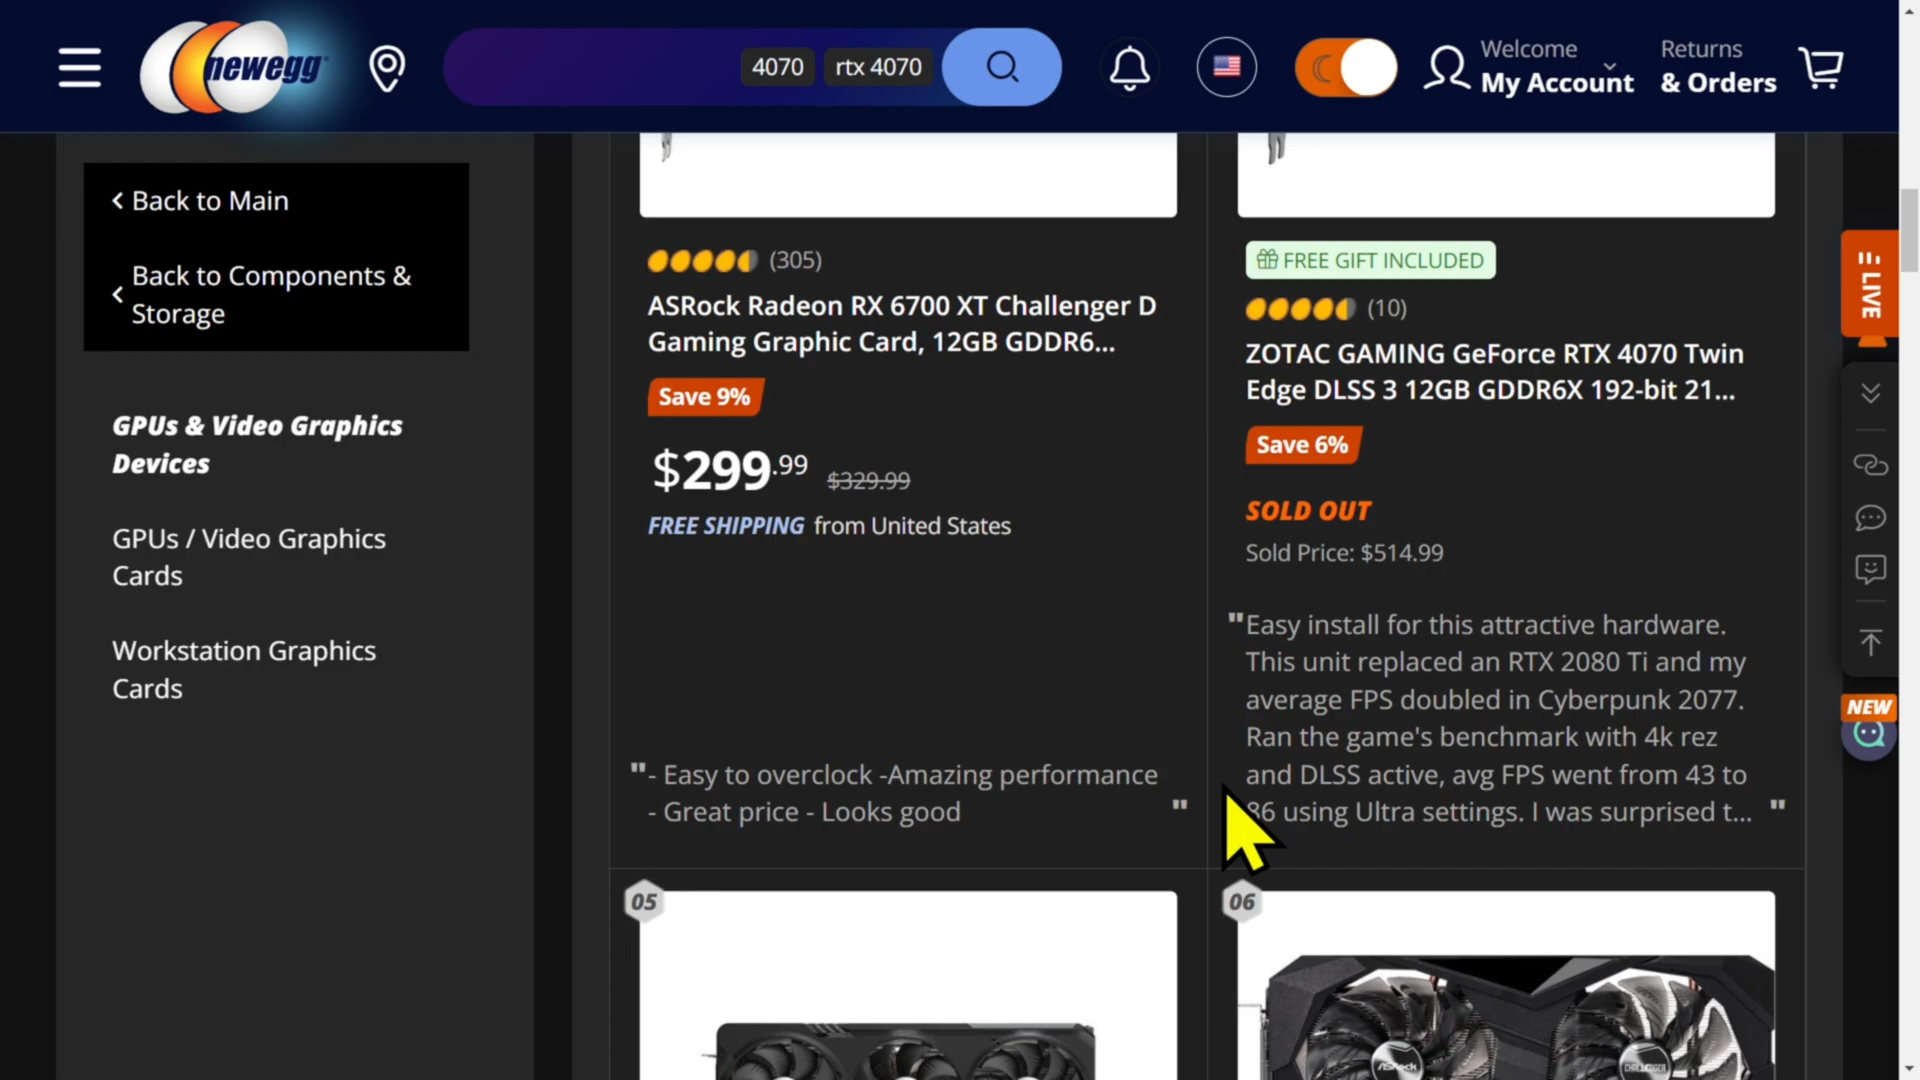 newegg
4070
rtx 4070
Welcome
My Account
Returns
& Orders
Back to Main
Back to Components &
Storage
GPUs & Video Graphics
Devices
GPUs / Video Graphics
Cards
Workstation Graphics
Cards
(305)
ASRock Radeon RX 6700 XT Challenger D
Gaming Graphic Card, 12GB GDDR6...
Save 9%
$299.99 $329.99
FREE SHIPPING from United States
"- Easy to overclock -Amazing performance
- Great price - Looks good "
FREE GIFT INCLUDED
(10)
ZOTAC GAMING GeForce RTX 4070 Twin
Edge DLSS 3 12GB GDDR6X 192-bit 21...
Save 6%
SOLD OUT
Sold Price: $514.99
"Easy install for this attractive hardware.
This unit replaced an RTX 2080 Ti and my
average FPS doubled in Cyberpunk 2077.
Ran the game's benchmark with 4k rez
and DLSS active, avg FPS went from 43 to
86 using Ultra settings. I was surprised t... "
05
06
ASRock
CHALLENGER
LIVE
NEW